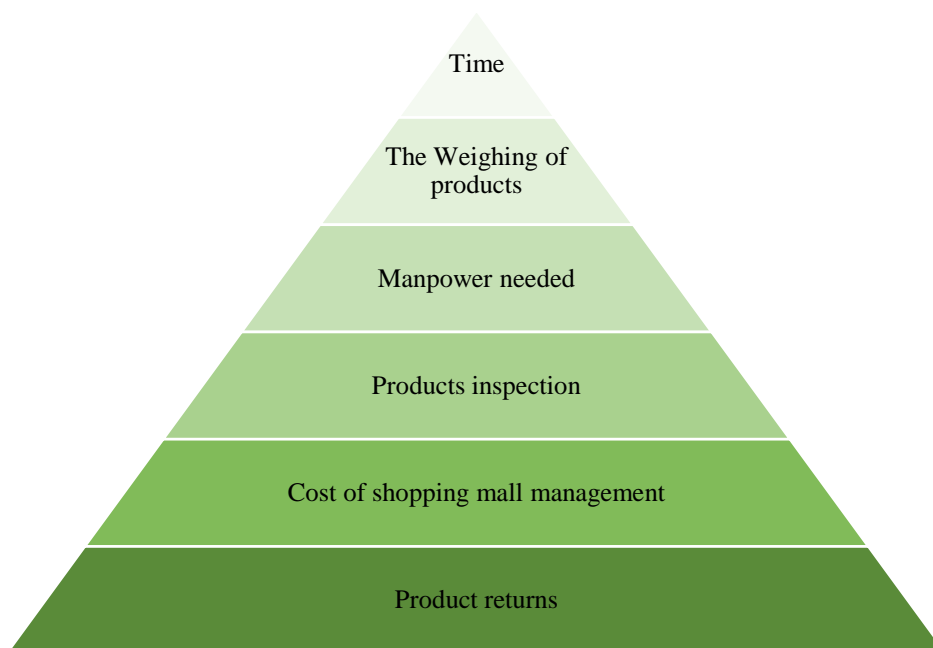 Time
The Weighing of
products
Manpower needed
Products inspection
Cost of shopping mall management
Product returns